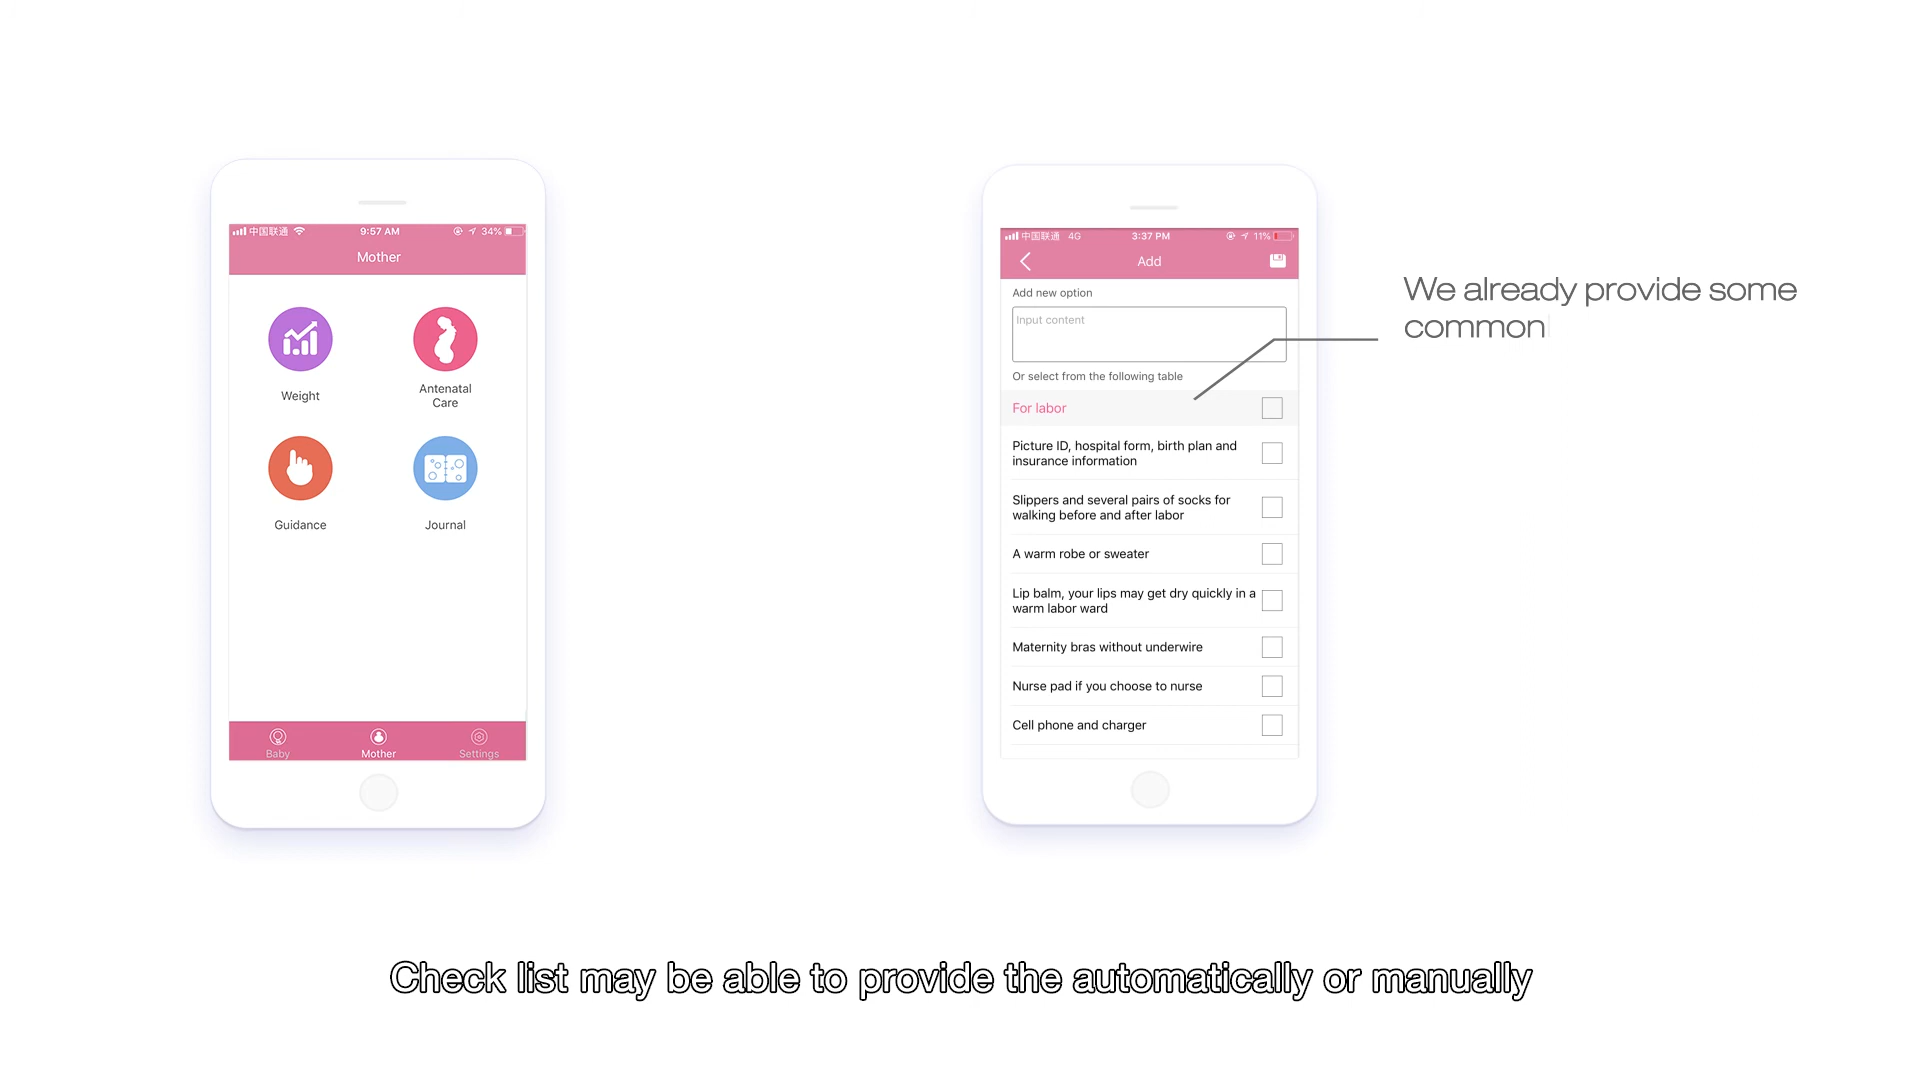 中国联通 9:57 AM 34%
Mother
Weight
Antenatal
Care
Guidance
Journal
Baby Mother Settings
中国联通 4G 3:37 PM 11%
Add
Add new option
Input content
Or select from the following table
For labor
Picture ID, hospital form, birth plan and
insurance information
Slippers and several pairs of socks for
walking before and after labor
A warm robe or sweater
Lip balm, your lips may get dry quickly in a
warm labor ward
Maternity bras without underwire
Nurse pad if you choose to nurse
Cell phone and charger
We already provide some
common
Check list may be able to provide the automatically or manually